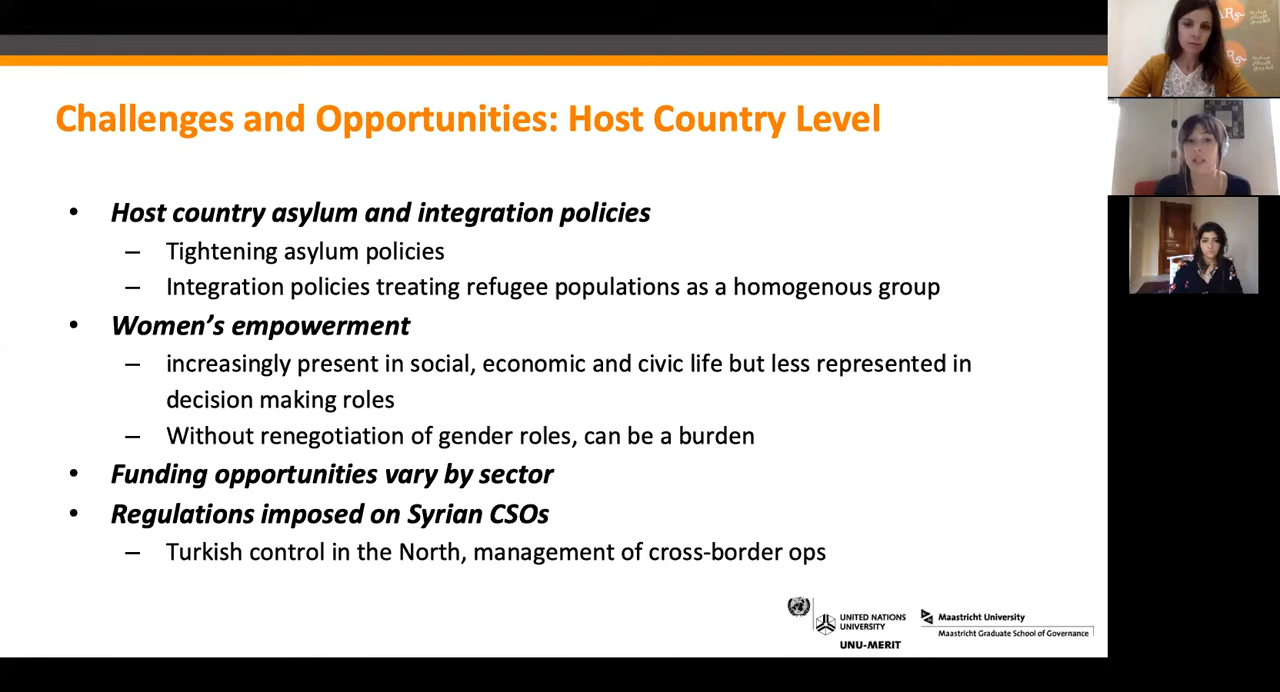 Challenges and Opportunities: Host Country Level
• Host country asylum and integration policies
– Tightening asylum policies
– Integration policies treating refugee populations as a homogenous group
• Women’s empowerment
– increasingly present in social, economic and civic life but less represented in
decision making roles
– Without renegotiation of gender roles, can be a burden
• Funding opportunities vary by sector
• Regulations imposed on Syrian CSOs
– Turkish control in the North, management of cross-border ops
UNITED NATIONS
UNIVERSITY
UNU-MERIT
Maastricht University
Maastricht Graduate School of Governance